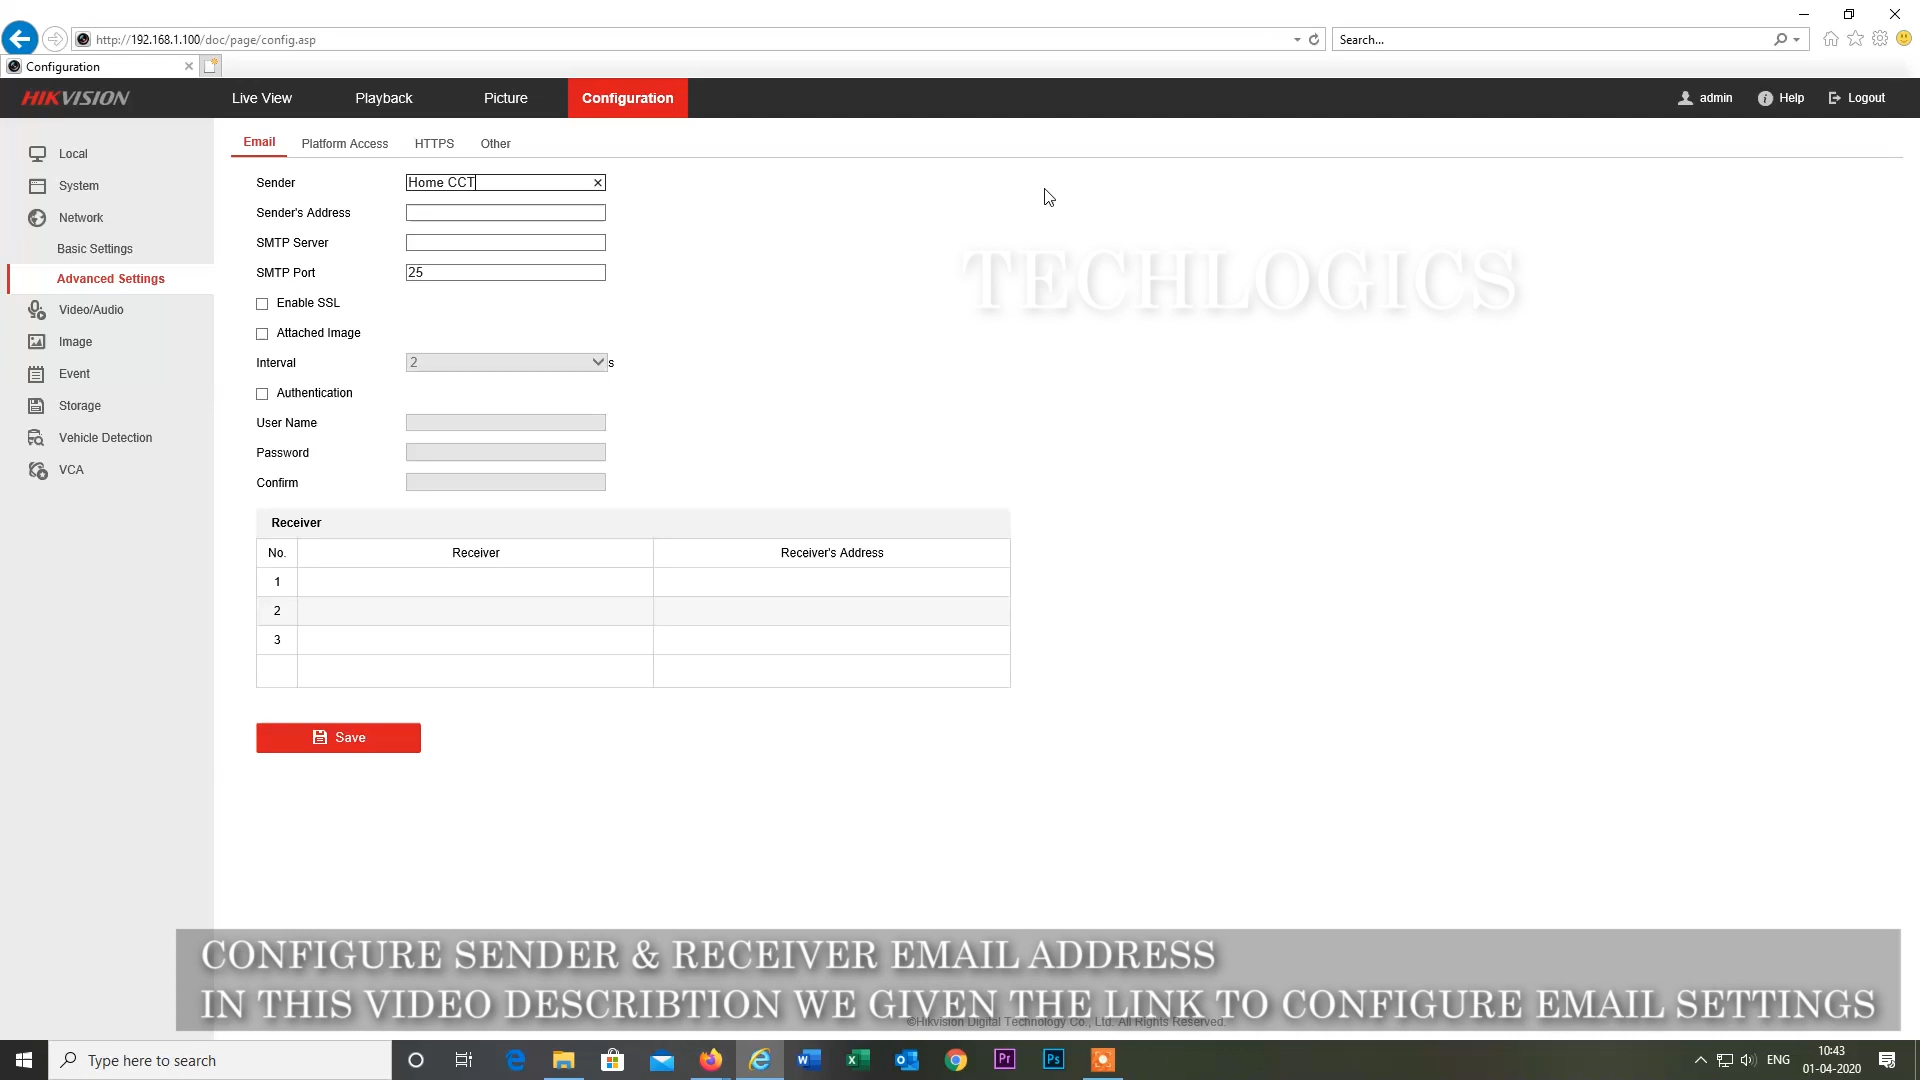 http://192.168.1.100/doc/page/config.asp
Search...
Configuration
HIKVISION
Live View
Playback
Picture
Configuration
admin
Help
Logout
Local
System
Network
Basic Settings
Advanced Settings
Video/Audio
Image
Event
Storage
Vehicle Detection
VCA
Email
Platform Access
HTTPS
Other
Sender
Home CCT
Sender's Address
SMTP Server
SMTP Port
25
Enable SSL
Attached Image
Interval
2
s
Authentication
User Name
Password
Confirm
Receiver
No.
Receiver
Receiver's Address
1
2
3
Save
TECHLOGICS
CONFIGURE SENDER & RECEIVER EMAIL ADDRESS
IN THIS VIDEO DESCRIBTION WE GIVEN THE LINK TO CONFIGURE EMAIL SETTINGS
©Hikvision Digital Technology Co., Ltd. All Rights Reserved.
Type here to search
ENG
10:43
01-04-2020